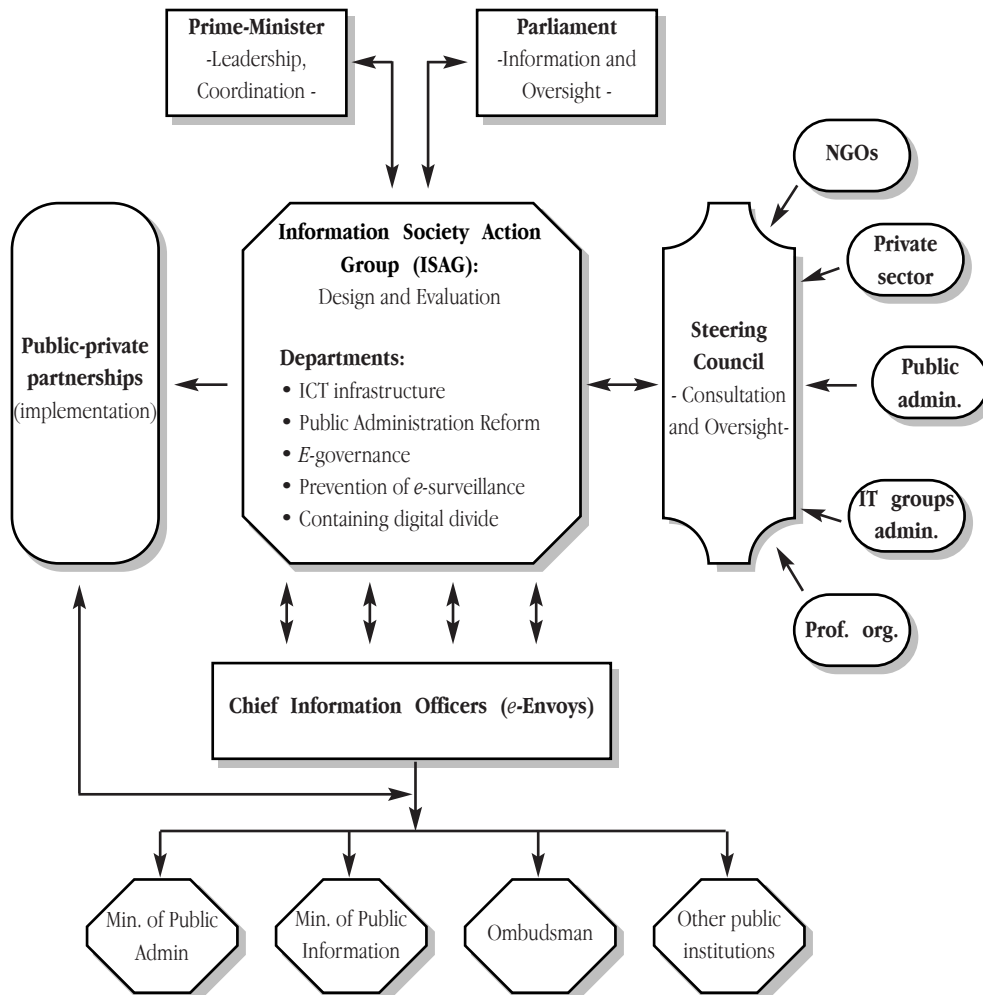 Prime-Minister
-Leadership,
Coordination -
Parliament
-Information and
Oversight -
NGOs
Private
sector
Public
admin.
IT groups
admin.
Prof. org.
Public-private
partnerships
(implementation)
Information Society Action
Group (ISAG):
Design and Evaluation
Departments:
• ICT infrastructure
• Public Administration Reform
• E-governance
• Prevention of e-surveillance
• Containing digital divide
Steering
Council
- Consultation
and Oversight-
Chief Information Officers (e-Envoys)
Min. of Public
Admin
Min. of Public
Information
Ombudsman
Other public
institutions